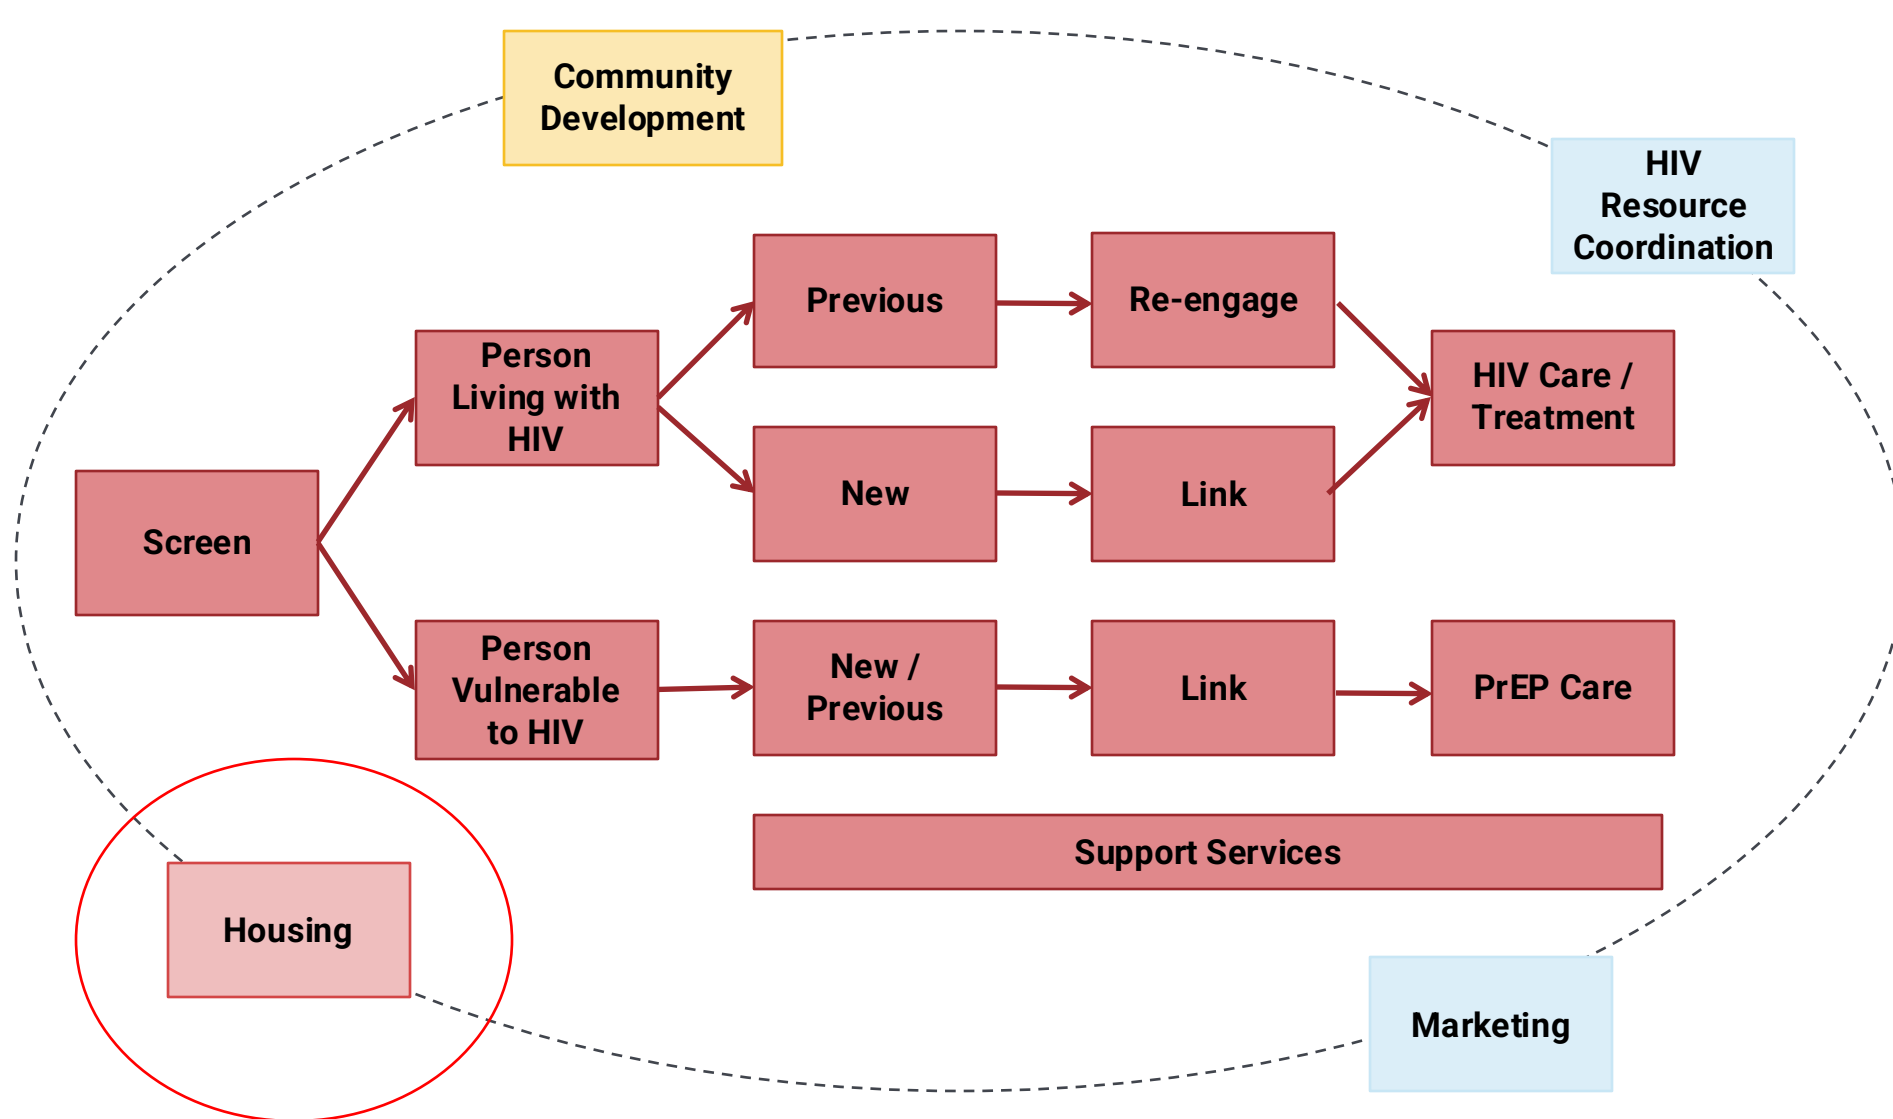 Community
Development
HIV
Resource
Coordination
Previous
Re-engage
Person
Living with
HIV
HIV Care /
Treatment
New
Link
Screen
Person
Vulnerable
to HIV
New /
Previous
Link
PrEP Care
Support Services
Housing
Marketing